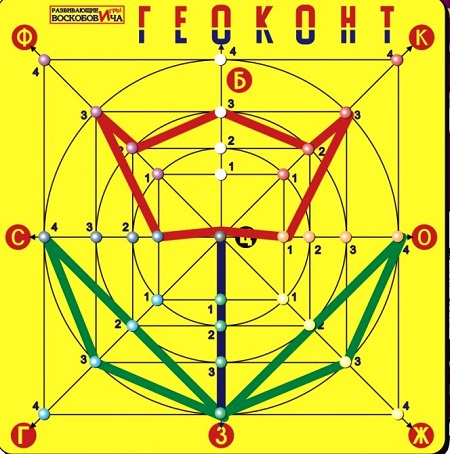 РАЗВИВАЮЩИЕ ИГРЫ
ВОСКОБОВИЧА
ГЕОКОНТ
Ф К
4 4 4
Б
3 3 3
2 2 2
1 1 1
С 4 3 2 Ц 1 2 3 4 О
1 1 1
2 2 2
3 3 3
4 4
Г З Ж